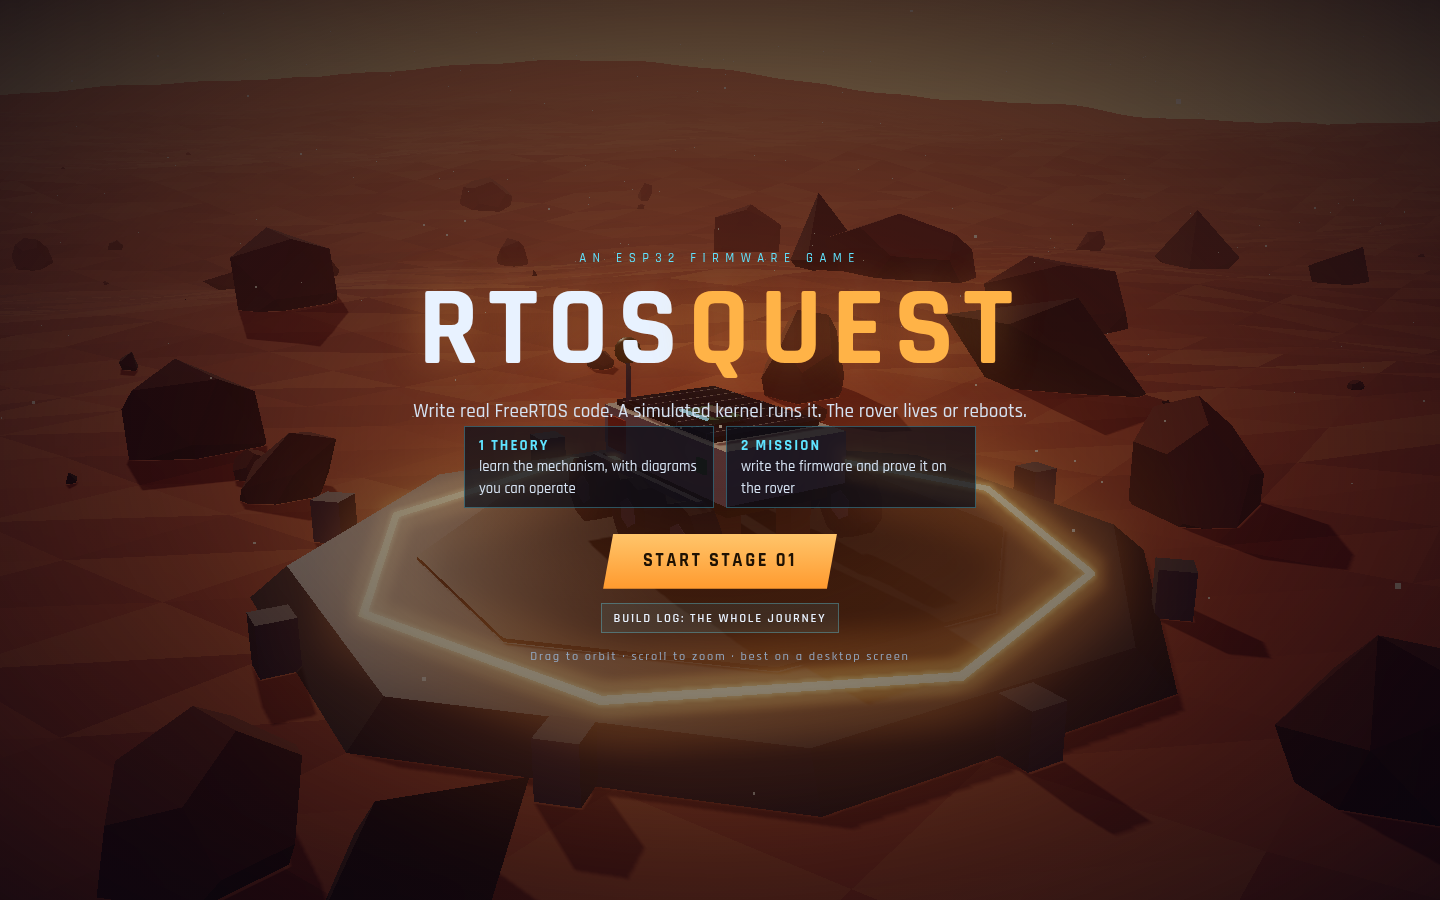 AN ESP32 FIRMWARE GAME
RTOSQUEST
Write real FreeRTOS code. A simulated kernel runs it. The rover lives or reboots.
1 THEORY
learn the mechanism, with diagrams
you can operate
2 MISSION
write the firmware and prove it on
the rover
START STAGE 01
BUILD LOG: THE WHOLE JOURNEY
Drag to orbit · scroll to zoom · best on a desktop screen